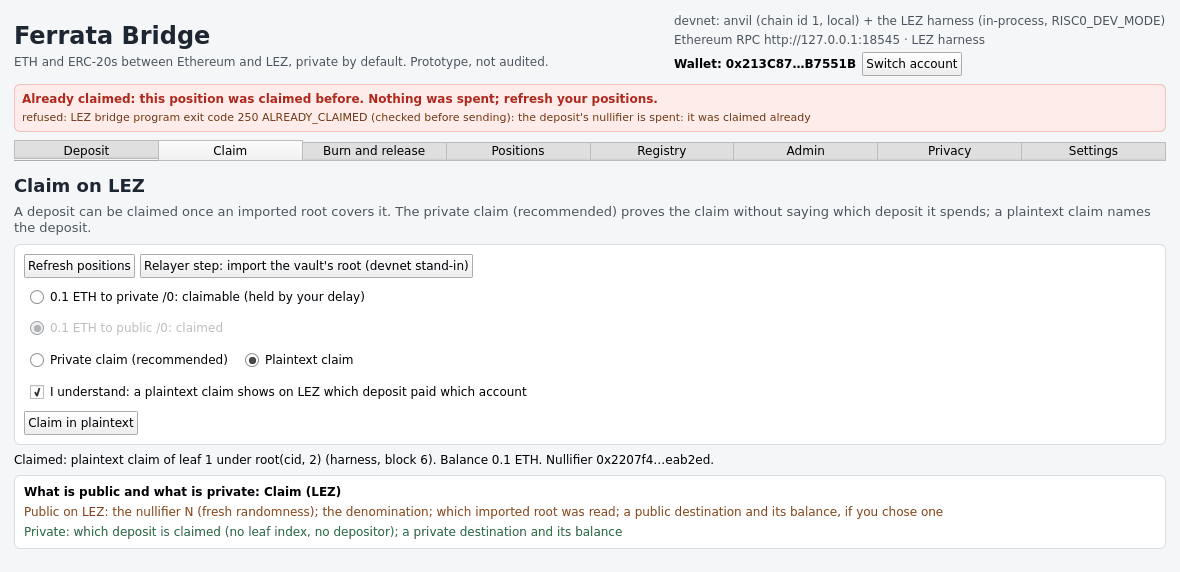 Ferrata Bridge
ETH and ERC-20s between Ethereum and LEZ, private by default. Prototype, not audited.
devnet: anvil (chain id 1, local) + the LEZ harness (in-process, RISC0_DEV_MODE)
Ethereum RPC http://127.0.0.1:18545 · LEZ harness
Wallet: 0x213C87…B7551B Switch account
Already claimed: this position was claimed before. Nothing was spent; refresh your positions.
refused: LEZ bridge program exit code 250 ALREADY_CLAIMED (checked before sending): the deposit's nullifier is spent: it was claimed already
Deposit Claim Burn and release Positions Registry Admin Privacy Settings
Claim on LEZ
A deposit can be claimed once an imported root covers it. The private claim (recommended) proves the claim without saying which deposit it spends; a plaintext claim names
the deposit.
Refresh positions Relayer step: import the vault's root (devnet stand-in)
0.1 ETH to private /0: claimable (held by your delay)
0.1 ETH to public /0: claimed
Private claim (recommended) Plaintext claim
I understand: a plaintext claim shows on LEZ which deposit paid which account
Claim in plaintext
Claimed: plaintext claim of leaf 1 under root(cid, 2) (harness, block 6). Balance 0.1 ETH. Nullifier 0x2207f4…eab2ed.
What is public and what is private: Claim (LEZ)
Public on LEZ: the nullifier N (fresh randomness); the denomination; which imported root was read; a public destination and its balance, if you chose one
Private: which deposit is claimed (no leaf index, no depositor); a private destination and its balance